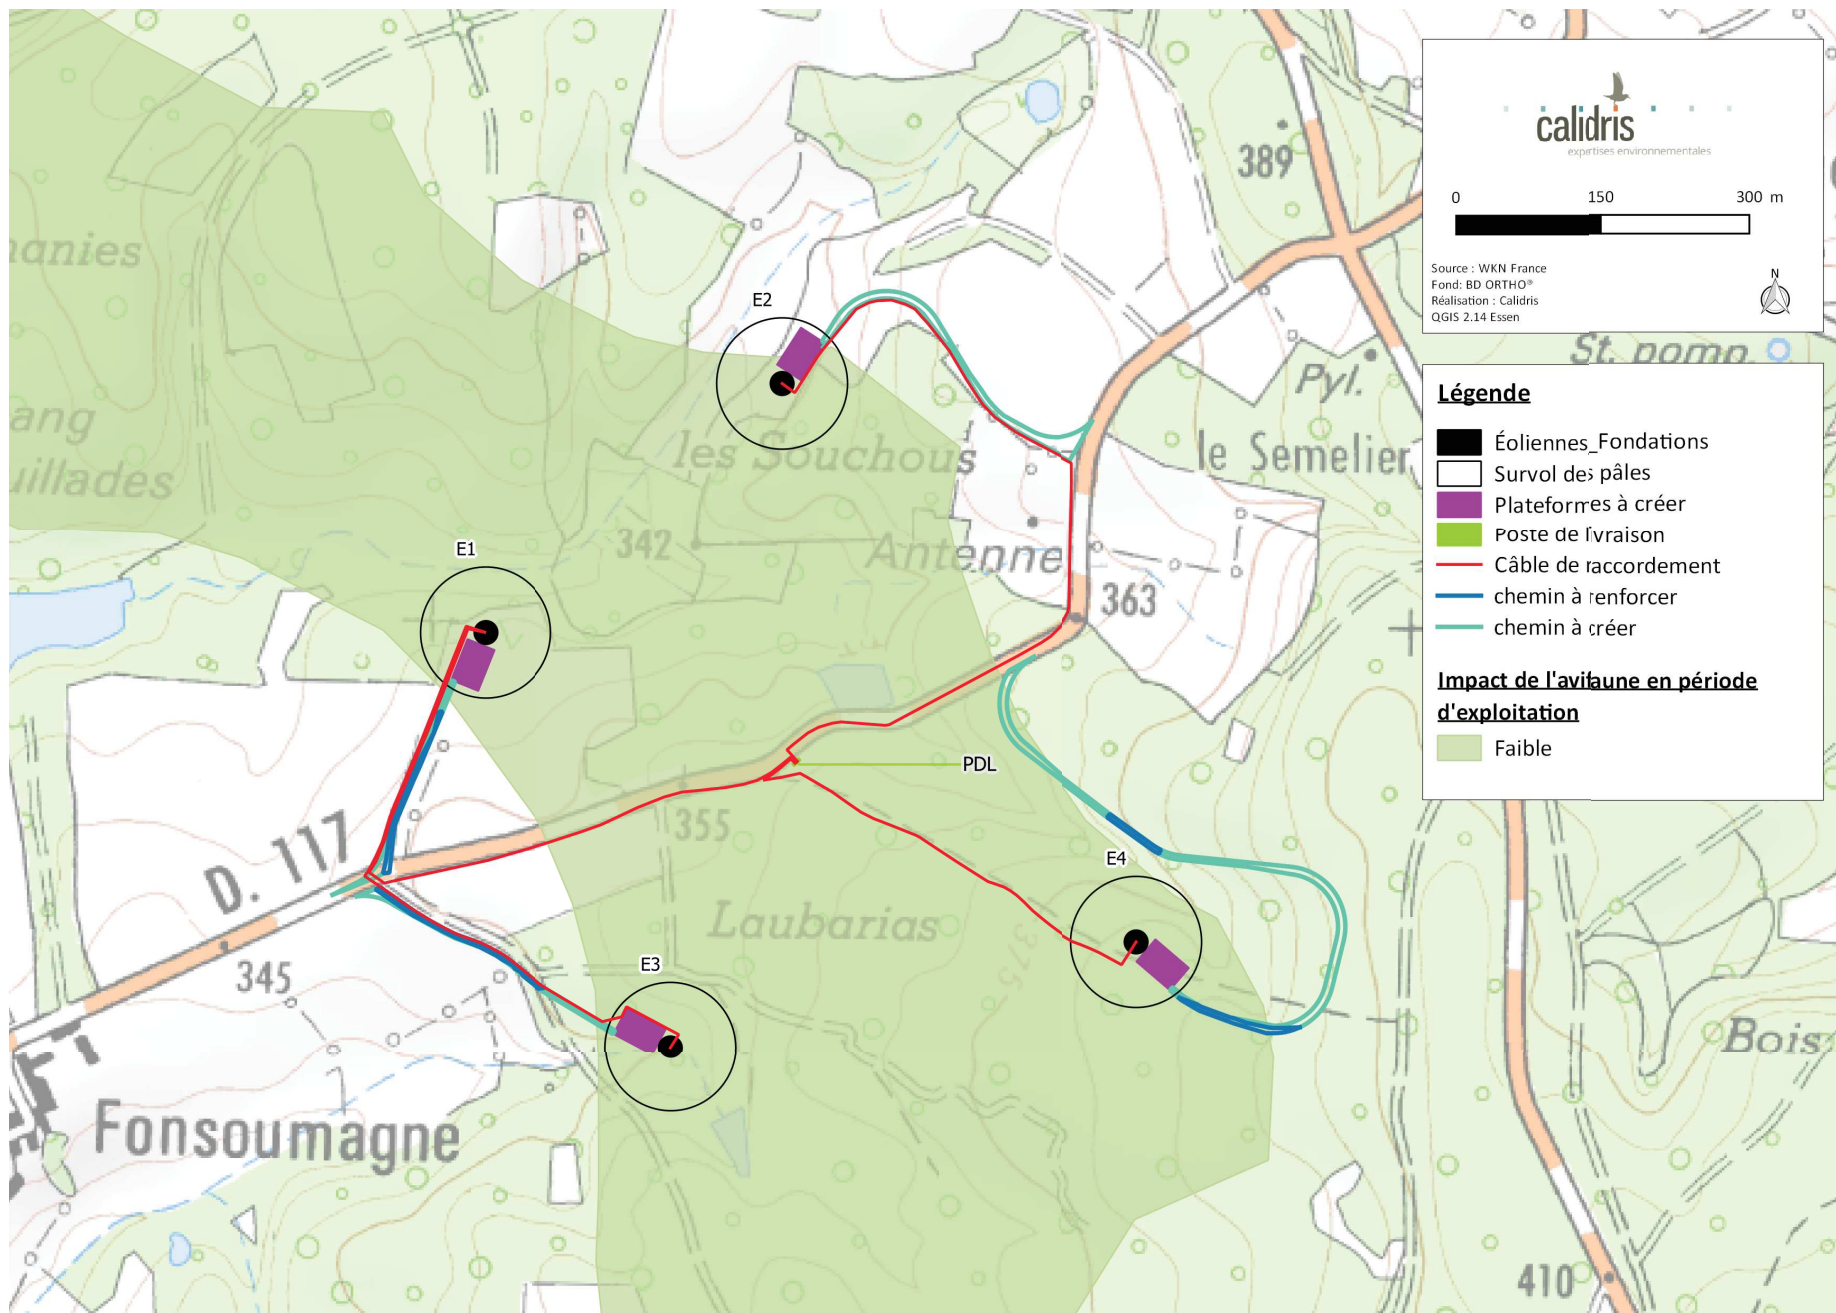 calidris
expertises environnementales
0 150 300 m
Source : WKN France
Fond: BD ORTHO®
Réalisation : Calidris
QGIS 2.14 Essen
N
Légende
Éoliennes_Fondations
Survol des pâles
Plateformes à créer
Poste de livraison
Câble de raccordement
chemin à renforcer
chemin à créer
Impact de l'avifaune en période
d'exploitation
Faible
389
St. pomp.
Pyl.
le Semelier
E2
les Souchous
342
Antenne
363
E1
PDL
355
D. 117
E4
Laubarias
375
345
E3
Fonsoumagne
Bois
410
anies
ang
uillades